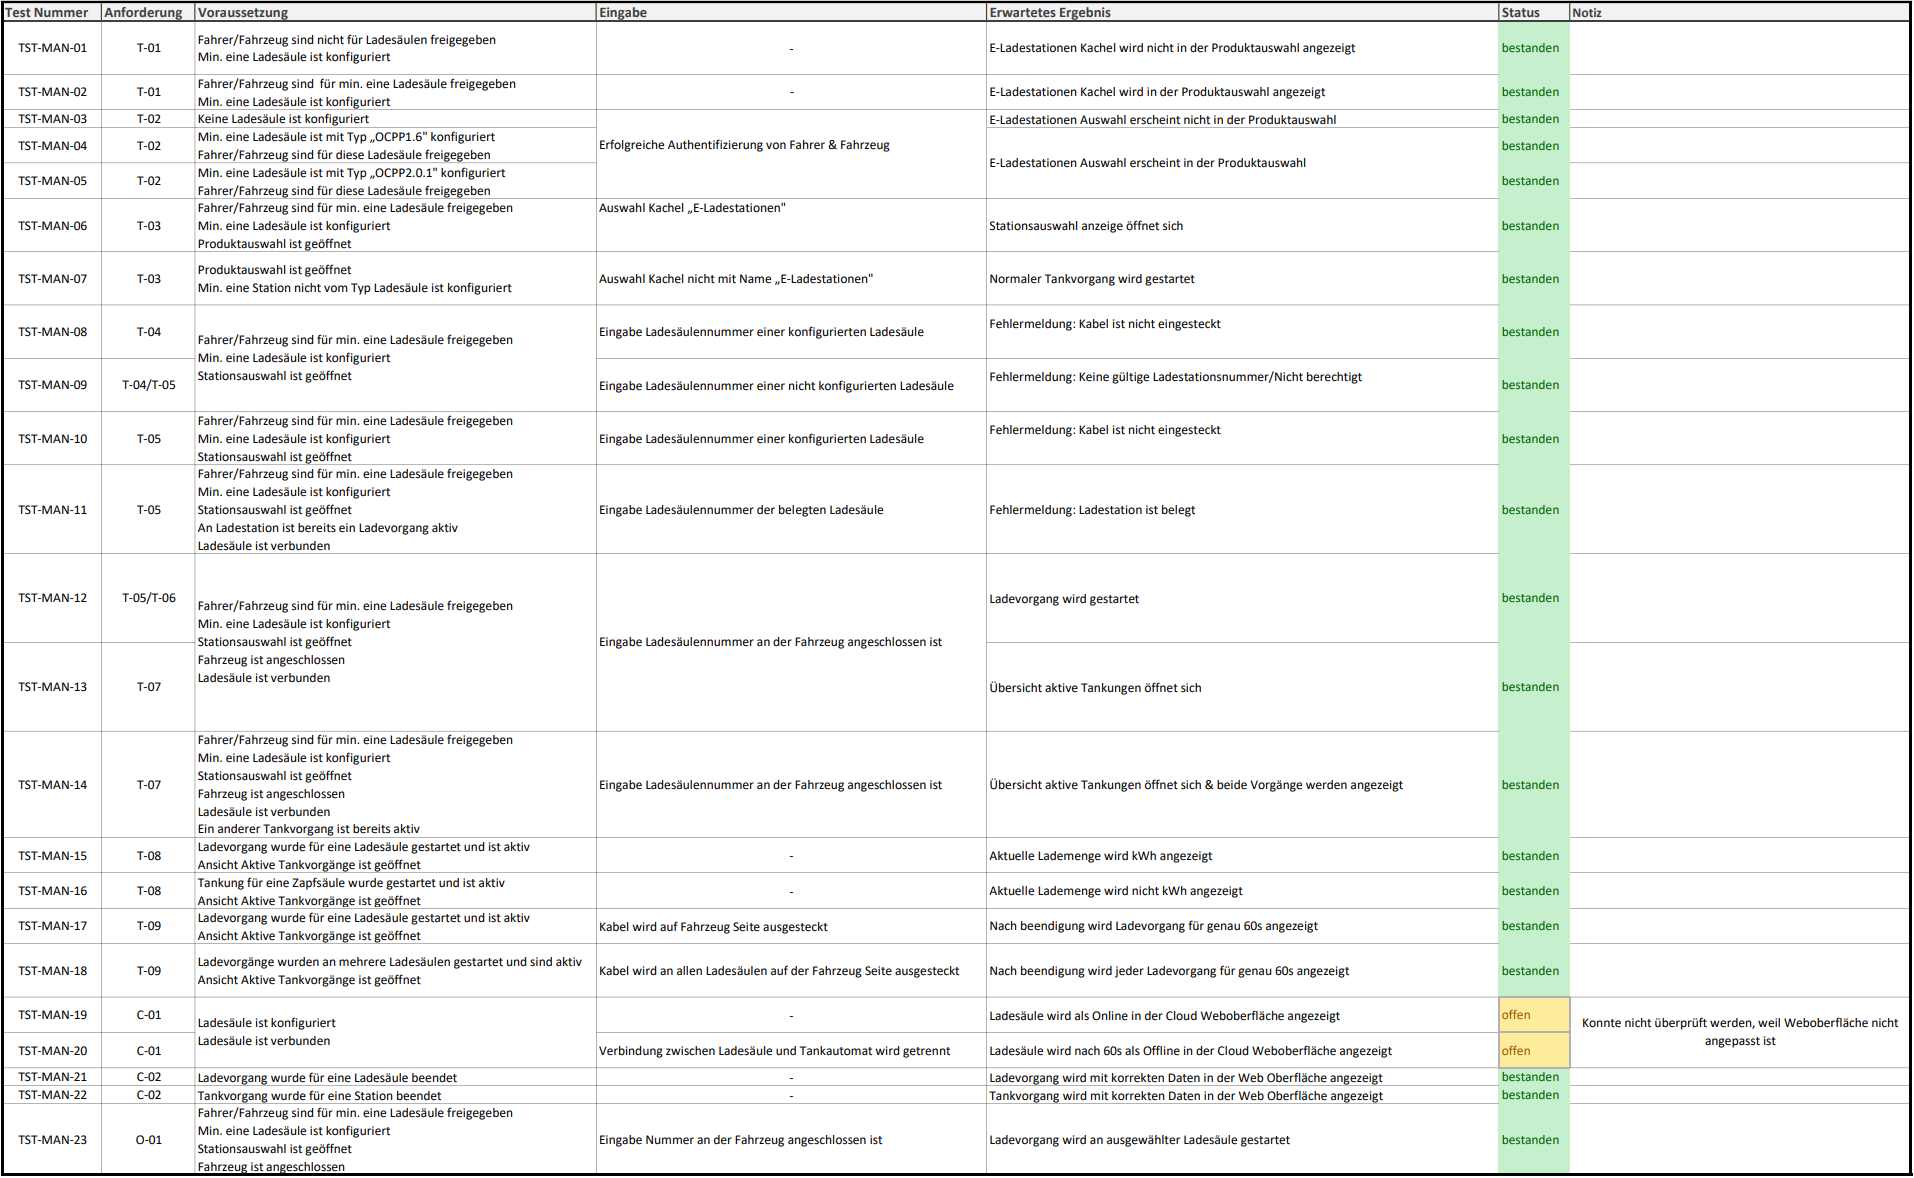 Test Nummer Anforderung Voraussetzung Eingabe Erwartetes Ergebnis Status Notiz
TST-MAN-01 T-01 Fahrer/Fahrzeug sind nicht für Ladesäulen freigegeben
Min. eine Ladesäule ist konfiguriert - E-Ladestationen Kachel wird nicht in der Produktauswahl angezeigt bestanden
TST-MAN-02 T-01 Fahrer/Fahrzeug sind  für min. eine Ladesäule freigegeben
Min. eine Ladesäule ist konfiguriert - E-Ladestationen Kachel wird in der Produktauswahl angezeigt bestanden
TST-MAN-03 T-02 Keine Ladesäule ist konfiguriert E-Ladestationen Auswahl erscheint nicht in der Produktauswahl bestanden
TST-MAN-04 T-02 Min. eine Ladesäule ist mit Typ „OCPP1.6" konfiguriert
Fahrer/Fahrzeug sind für diese Ladesäule freigegeben Erfolgreiche Authentifizierung von Fahrer & Fahrzeug bestanden
E-Ladestationen Auswahl erscheint in der Produktauswahl
TST-MAN-05 T-02 Min. eine Ladesäule ist mit Typ „OCPP2.0.1" konfiguriert
Fahrer/Fahrzeug sind für diese Ladesäule freigegeben bestanden
TST-MAN-06 T-03 Fahrer/Fahrzeug sind für min. eine Ladesäule freigegeben
Min. eine Ladesäule ist konfiguriert
Produktauswahl ist geöffnet Auswahl Kachel „E-Ladestationen" Stationsauswahl anzeige öffnet sich bestanden
TST-MAN-07 T-03 Produktauswahl ist geöffnet
Min. eine Station nicht vom Typ Ladesäule ist konfiguriert Auswahl Kachel nicht mit Name „E-Ladestationen" Normaler Tankvorgang wird gestartet bestanden
TST-MAN-08 T-04 Fahrer/Fahrzeug sind für min. eine Ladesäule freigegeben
Min. eine Ladesäule ist konfiguriert
Stationsauswahl ist geöffnet Eingabe Ladesäulennummer einer konfigurierten Ladesäule Fehlermeldung: Kabel ist nicht eingesteckt bestanden
TST-MAN-09 T-04/T-05 Eingabe Ladesäulennummer einer nicht konfigurierten Ladesäule Fehlermeldung: Keine gültige Ladestationsnummer/Nicht berechtigt bestanden
TST-MAN-10 T-05 Fahrer/Fahrzeug sind für min. eine Ladesäule freigegeben
Min. eine Ladesäule ist konfiguriert
Stationsauswahl ist geöffnet Eingabe Ladesäulennummer einer konfigurierten Ladesäule Fehlermeldung: Kabel ist nicht eingesteckt bestanden
TST-MAN-11 T-05 Fahrer/Fahrzeug sind für min. eine Ladesäule freigegeben
Min. eine Ladesäule ist konfiguriert
Stationsauswahl ist geöffnet
An Ladestation ist bereits ein Ladevorgang aktiv
Ladesäule ist verbunden Eingabe Ladesäulennummer der belegten Ladesäule Fehlermeldung: Ladestation ist belegt bestanden
TST-MAN-12 T-05/T-06 Fahrer/Fahrzeug sind für min. eine Ladesäule freigegeben
Min. eine Ladesäule ist konfiguriert
Stationsauswahl ist geöffnet
Fahrzeug ist angeschlossen
Ladesäule ist verbunden Eingabe Ladesäulennummer an der Fahrzeug angeschlossen ist Ladevorgang wird gestartet bestanden
TST-MAN-13 T-07 Übersicht aktive Tankungen öffnet sich bestanden
TST-MAN-14 T-07 Fahrer/Fahrzeug sind für min. eine Ladesäule freigegeben
Min. eine Ladesäule ist konfiguriert
Stationsauswahl ist geöffnet
Fahrzeug ist angeschlossen
Ladesäule ist verbunden
Ein anderer Tankvorgang ist bereits aktiv Eingabe Ladesäulennummer an der Fahrzeug angeschlossen ist Übersicht aktive Tankungen öffnet sich & beide Vorgänge werden angezeigt bestanden
TST-MAN-15 T-08 Ladevorgang wurde für eine Ladesäule gestartet und ist aktiv
Ansicht Aktive Tankvorgänge ist geöffnet - Aktuelle Lademenge wird kWh angezeigt bestanden
TST-MAN-16 T-08 Tankung für eine Zapfsäule wurde gestartet und ist aktiv
Ansicht Aktive Tankvorgänge ist geöffnet - Aktuelle Lademenge wird nicht kWh angezeigt bestanden
TST-MAN-17 T-09 Ladevorgang wurde für eine Ladesäule gestartet und ist aktiv
Ansicht Aktive Tankvorgänge ist geöffnet Kabel wird auf Fahrzeug Seite ausgesteckt Nach beendigung wird Ladevorgang für genau 60s angezeigt bestanden
TST-MAN-18 T-09 Ladevorgänge wurden an mehrere Ladesäulen gestartet und sind aktiv
Ansicht Aktive Tankvorgänge ist geöffnet Kabel wird an allen Ladesäulen auf der Fahrzeug Seite ausgesteckt Nach beendigung wird jeder Ladevorgang für genau 60s angezeigt bestanden
TST-MAN-19 C-01 Ladesäule ist konfiguriert
Ladesäule ist verbunden - Ladesäule wird als Online in der Cloud Weboberfläche angezeigt offen Konnte nicht überprüft werden, weil Weboberfläche nicht
angepasst ist
TST-MAN-20 C-01 Verbindung zwischen Ladesäule und Tankautomat wird getrennt Ladesäule wird nach 60s als Offline in der Cloud Weboberfläche angezeigt offen
TST-MAN-21 C-02 Ladevorgang wurde für eine Ladesäule beendet - Ladevorgang wird mit korrekten Daten in der Web Oberfläche angezeigt bestanden
TST-MAN-22 C-02 Tankvorgang wurde für eine Station beendet - Tankvorgang wird mit korrekten Daten in der Web Oberfläche angezeigt bestanden
TST-MAN-23 O-01 Fahrer/Fahrzeug sind für min. eine Ladesäule freigegeben
Min. eine Ladesäule ist konfiguriert
Stationsauswahl ist geöffnet
Fahrzeug ist angeschlossen Eingabe Nummer an der Fahrzeug angeschlossen ist Ladevorgang wird an ausgewählter Ladesäule gestartet bestanden